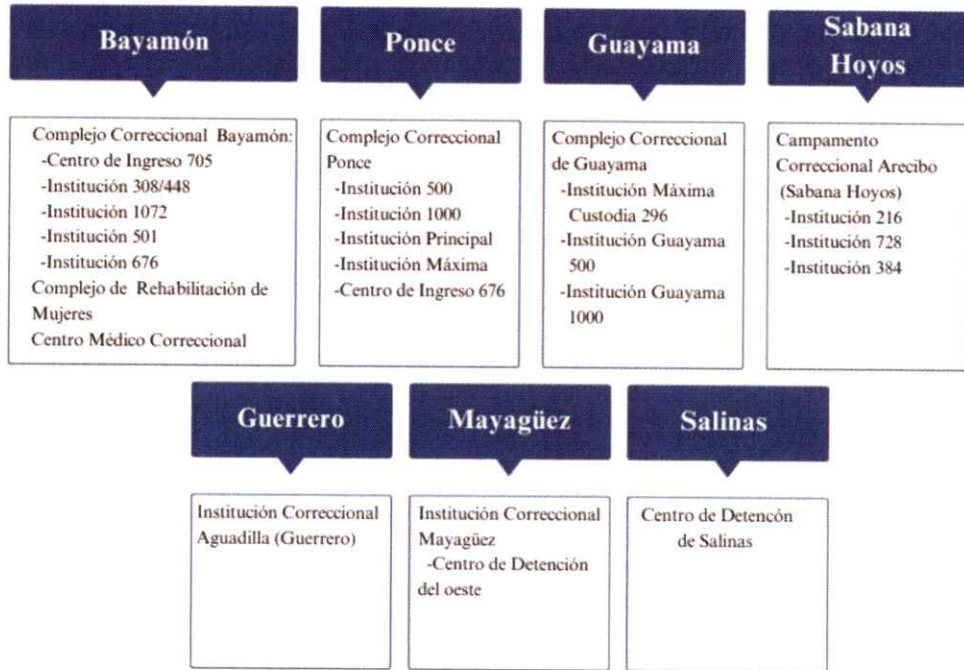 Bayamón
Complejo Correccional Bayamón:
-Centro de Ingreso 705
-Institución 308/448
-Institución 1072
-Institución 501
-Institución 676
Complejo de Rehabilitación de
Mujeres
Centro Médico Correccional
Ponce
Complejo Correccional
Ponce
-Institución 500
-Institución 1000
-Institución Principal
-Institución Máxima
-Centro de Ingreso 676
Guayama
Complejo Correccional
de Guayama
-Institución Máxima
Custodia 296
-Institución Guayama
500
-Institución Guayama
1000
Sabana
Hoyos
Campamento
Correccional Arecibo
(Sabana Hoyos)
-Institución 216
-Institución 728
-Institución 384
Guerrero
Institución Correccional
Aguadilla (Guerrero)
Mayagüez
Institución Correccional
Mayagüez
-Centro de Detención
del oeste
Salinas
Centro de Detencón
de Salinas